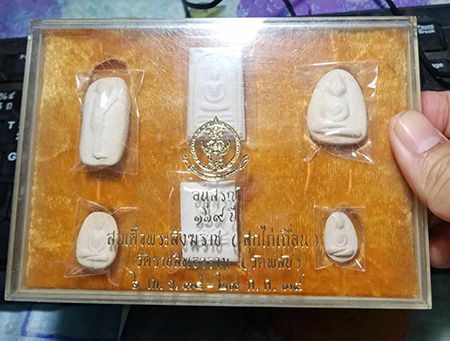 อนุสรณ์
๑๖๙ ปี
สมเด็จพระสังฆราช (สุกไก่เถื่อน)
วัดราชสิทธาราม (วัดพลับ)